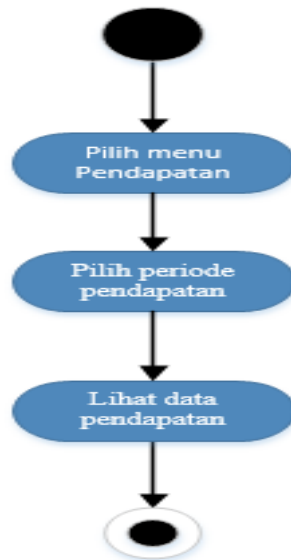 Pilih menu
Pendapatan
Pilih periode
pendapatan
Lihat data
pendapatan